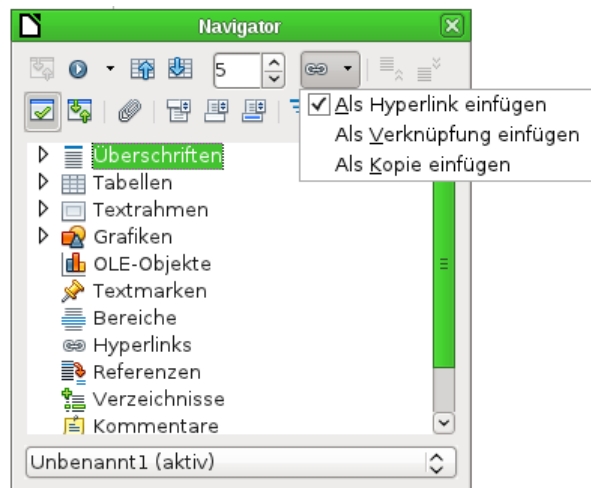 Navigator
5
Als Hyperlink einfügen
Als Verknüpfung einfügen
Als Kopie einfügen
Überschriften
Tabellen
Textrahmen
Grafiken
OLE-Objekte
Textmarken
Bereiche
Hyperlinks
Referenzen
Verzeichnisse
Kommentare
Unbenannt1 (aktiv)